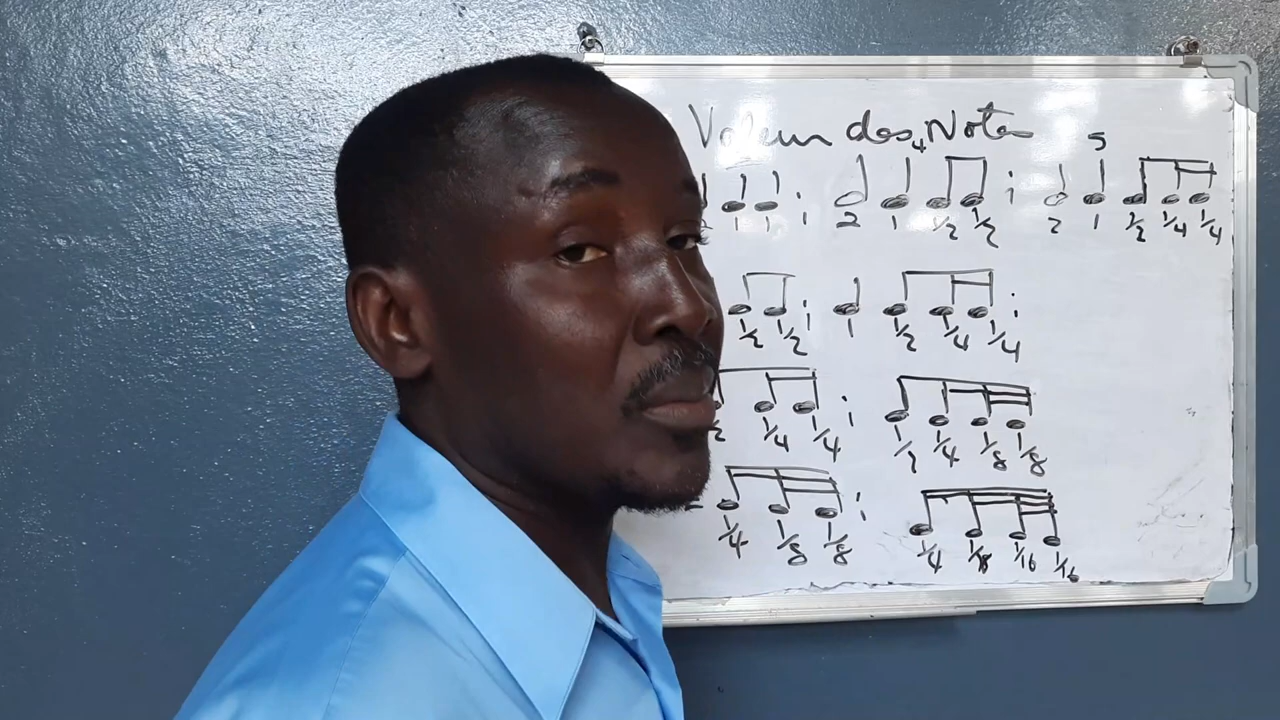 Valeur des Notes
4 5
1 1 ; 2 1 1/2 1/2 ; 2 1 1/2 1/4 1/4
1/2 1/2 ; 1 1/2 1/4 1/4 ;
2 1/4 1/4 ; 1/2 1/4 1/8 1/8
1/4 1/8 1/8 ; 1/4 1/8 1/16 1/16